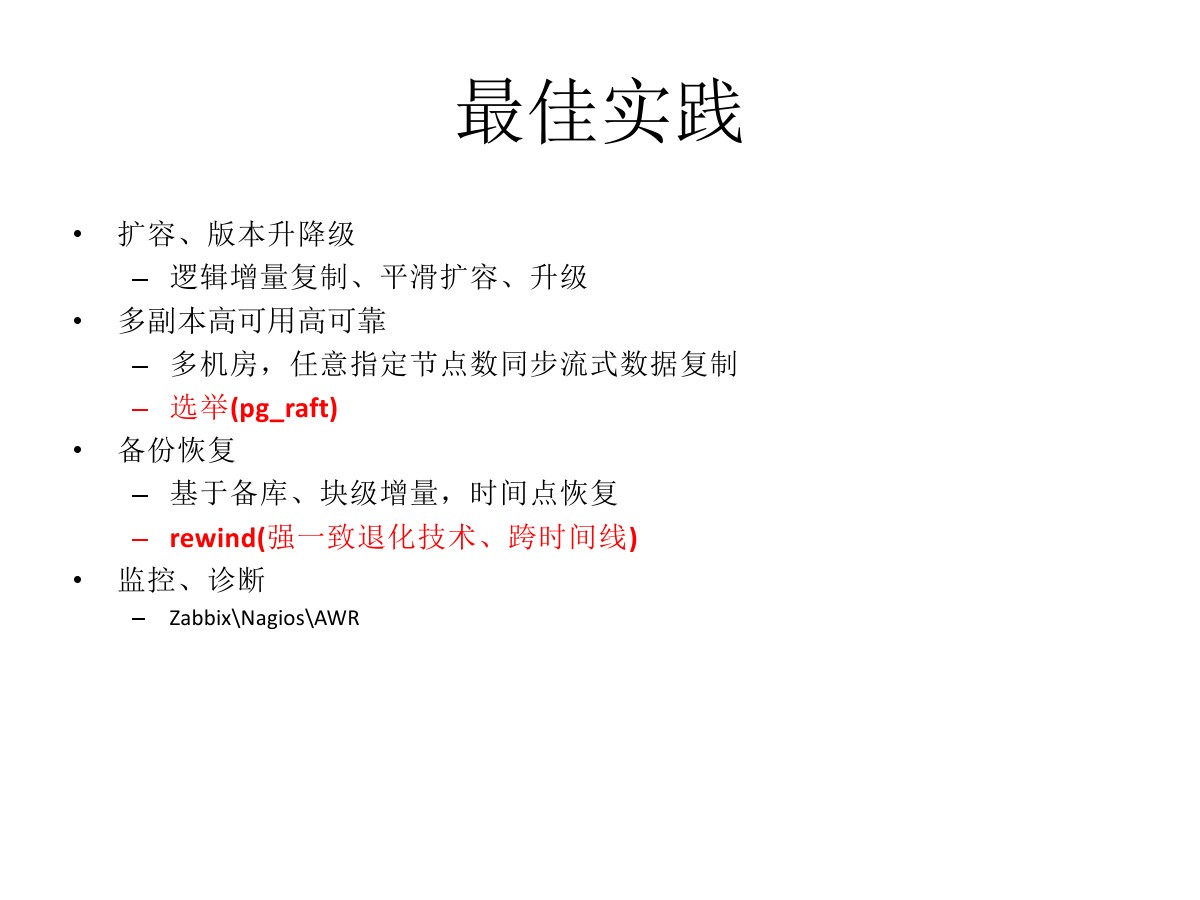 最佳实践
• 扩容、版本升降级
– 逻辑增量复制、平滑扩容、升级
• 多副本高可用高可靠
– 多机房，任意指定节点数同步流式数据复制
– 选举(pg_raft)
• 备份恢复
– 基于备库、块级增量，时间点恢复
– rewind(强一致退化技术、跨时间线)
• 监控、诊断
– Zabbix\Nagios\AWR